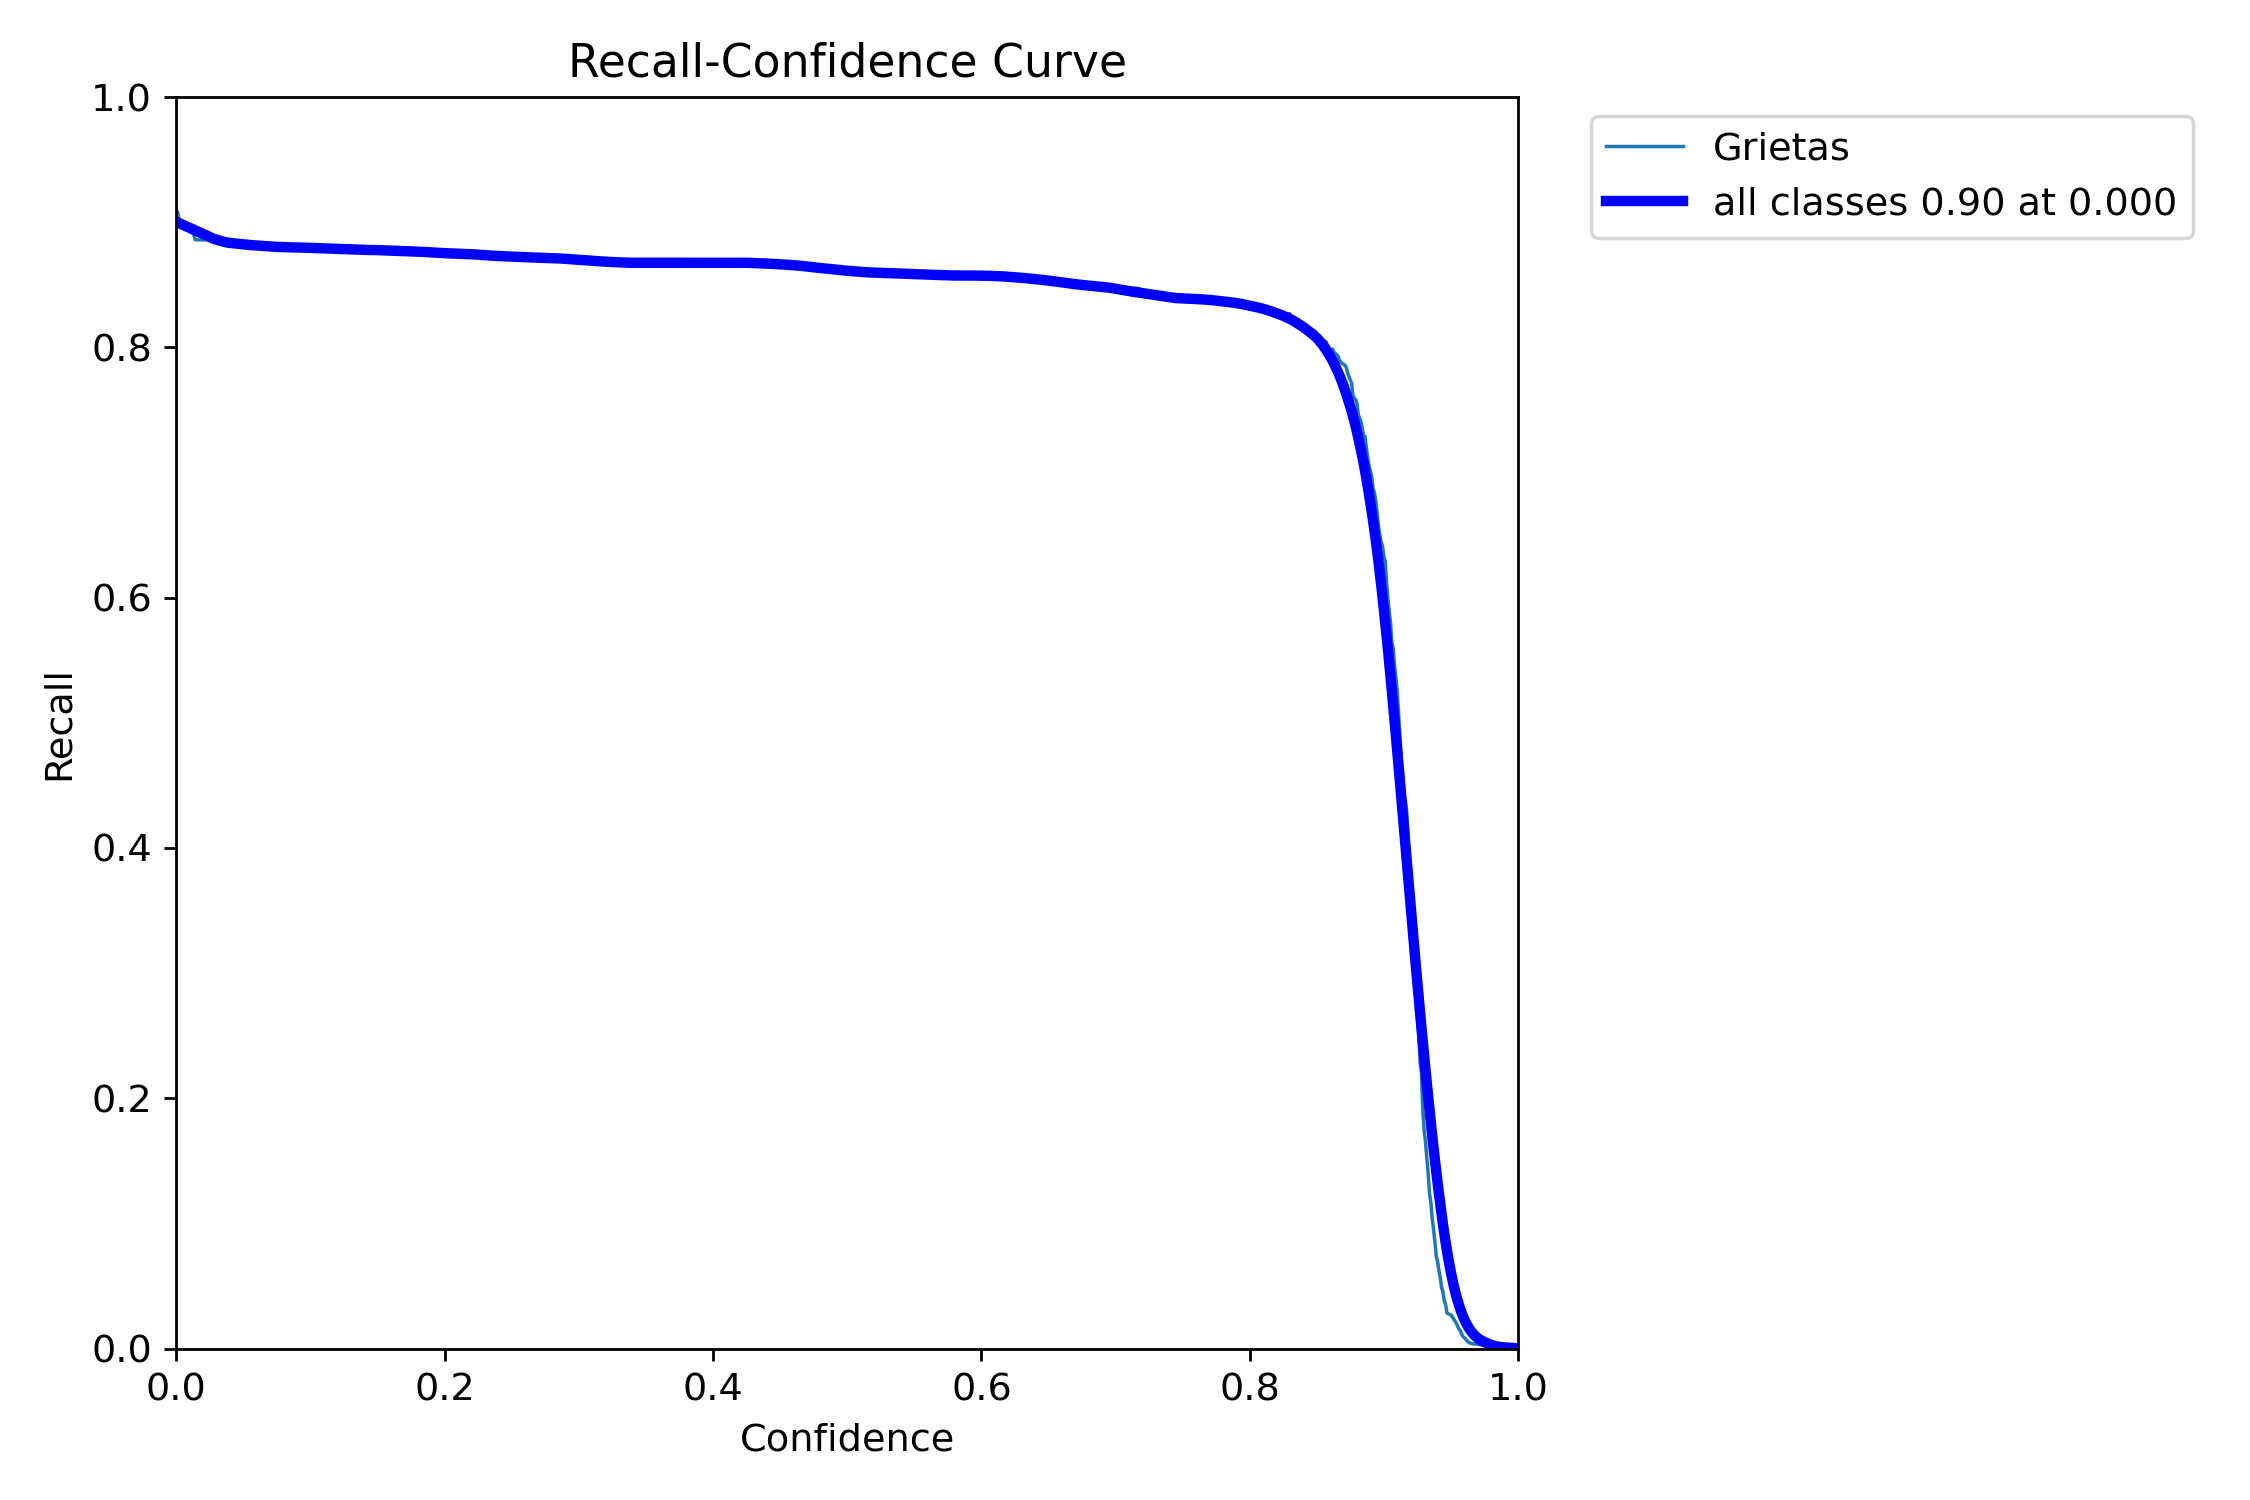 Recall-Confidence Curve
1.0
0.8
0.6
0.4
0.2
0.0
Recall
0.0 0.2 0.4 0.6 0.8 1.0
Confidence
Grietas
all classes 0.90 at 0.000